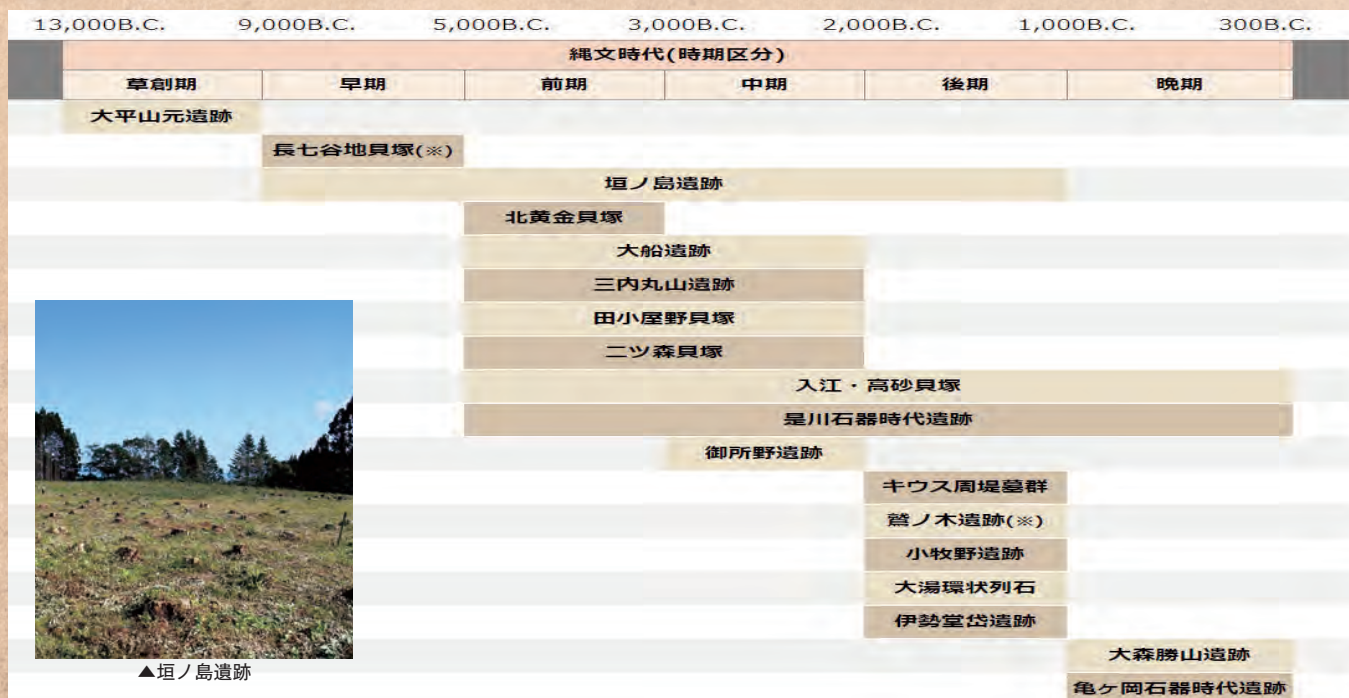 13,000B.C. 9,000B.C. 5,000B.C. 3,000B.C. 2,000B.C. 1,000B.C. 300B.C.
縄文時代(時期区分)
草創期 早期 前期 中期 後期 晩期
大平山元遺跡
長七谷地貝塚(※)
垣ノ島遺跡
北黄金貝塚
大船遺跡
三内丸山遺跡
田小屋野貝塚
二ツ森貝塚
入江・高砂貝塚
是川石器時代遺跡
御所野遺跡
キウス周堤墓群
鷲ノ木遺跡(※)
小牧野遺跡
大湯環状列石
伊勢堂岱遺跡
大森勝山遺跡
亀ヶ岡石器時代遺跡
▲垣ノ島遺跡